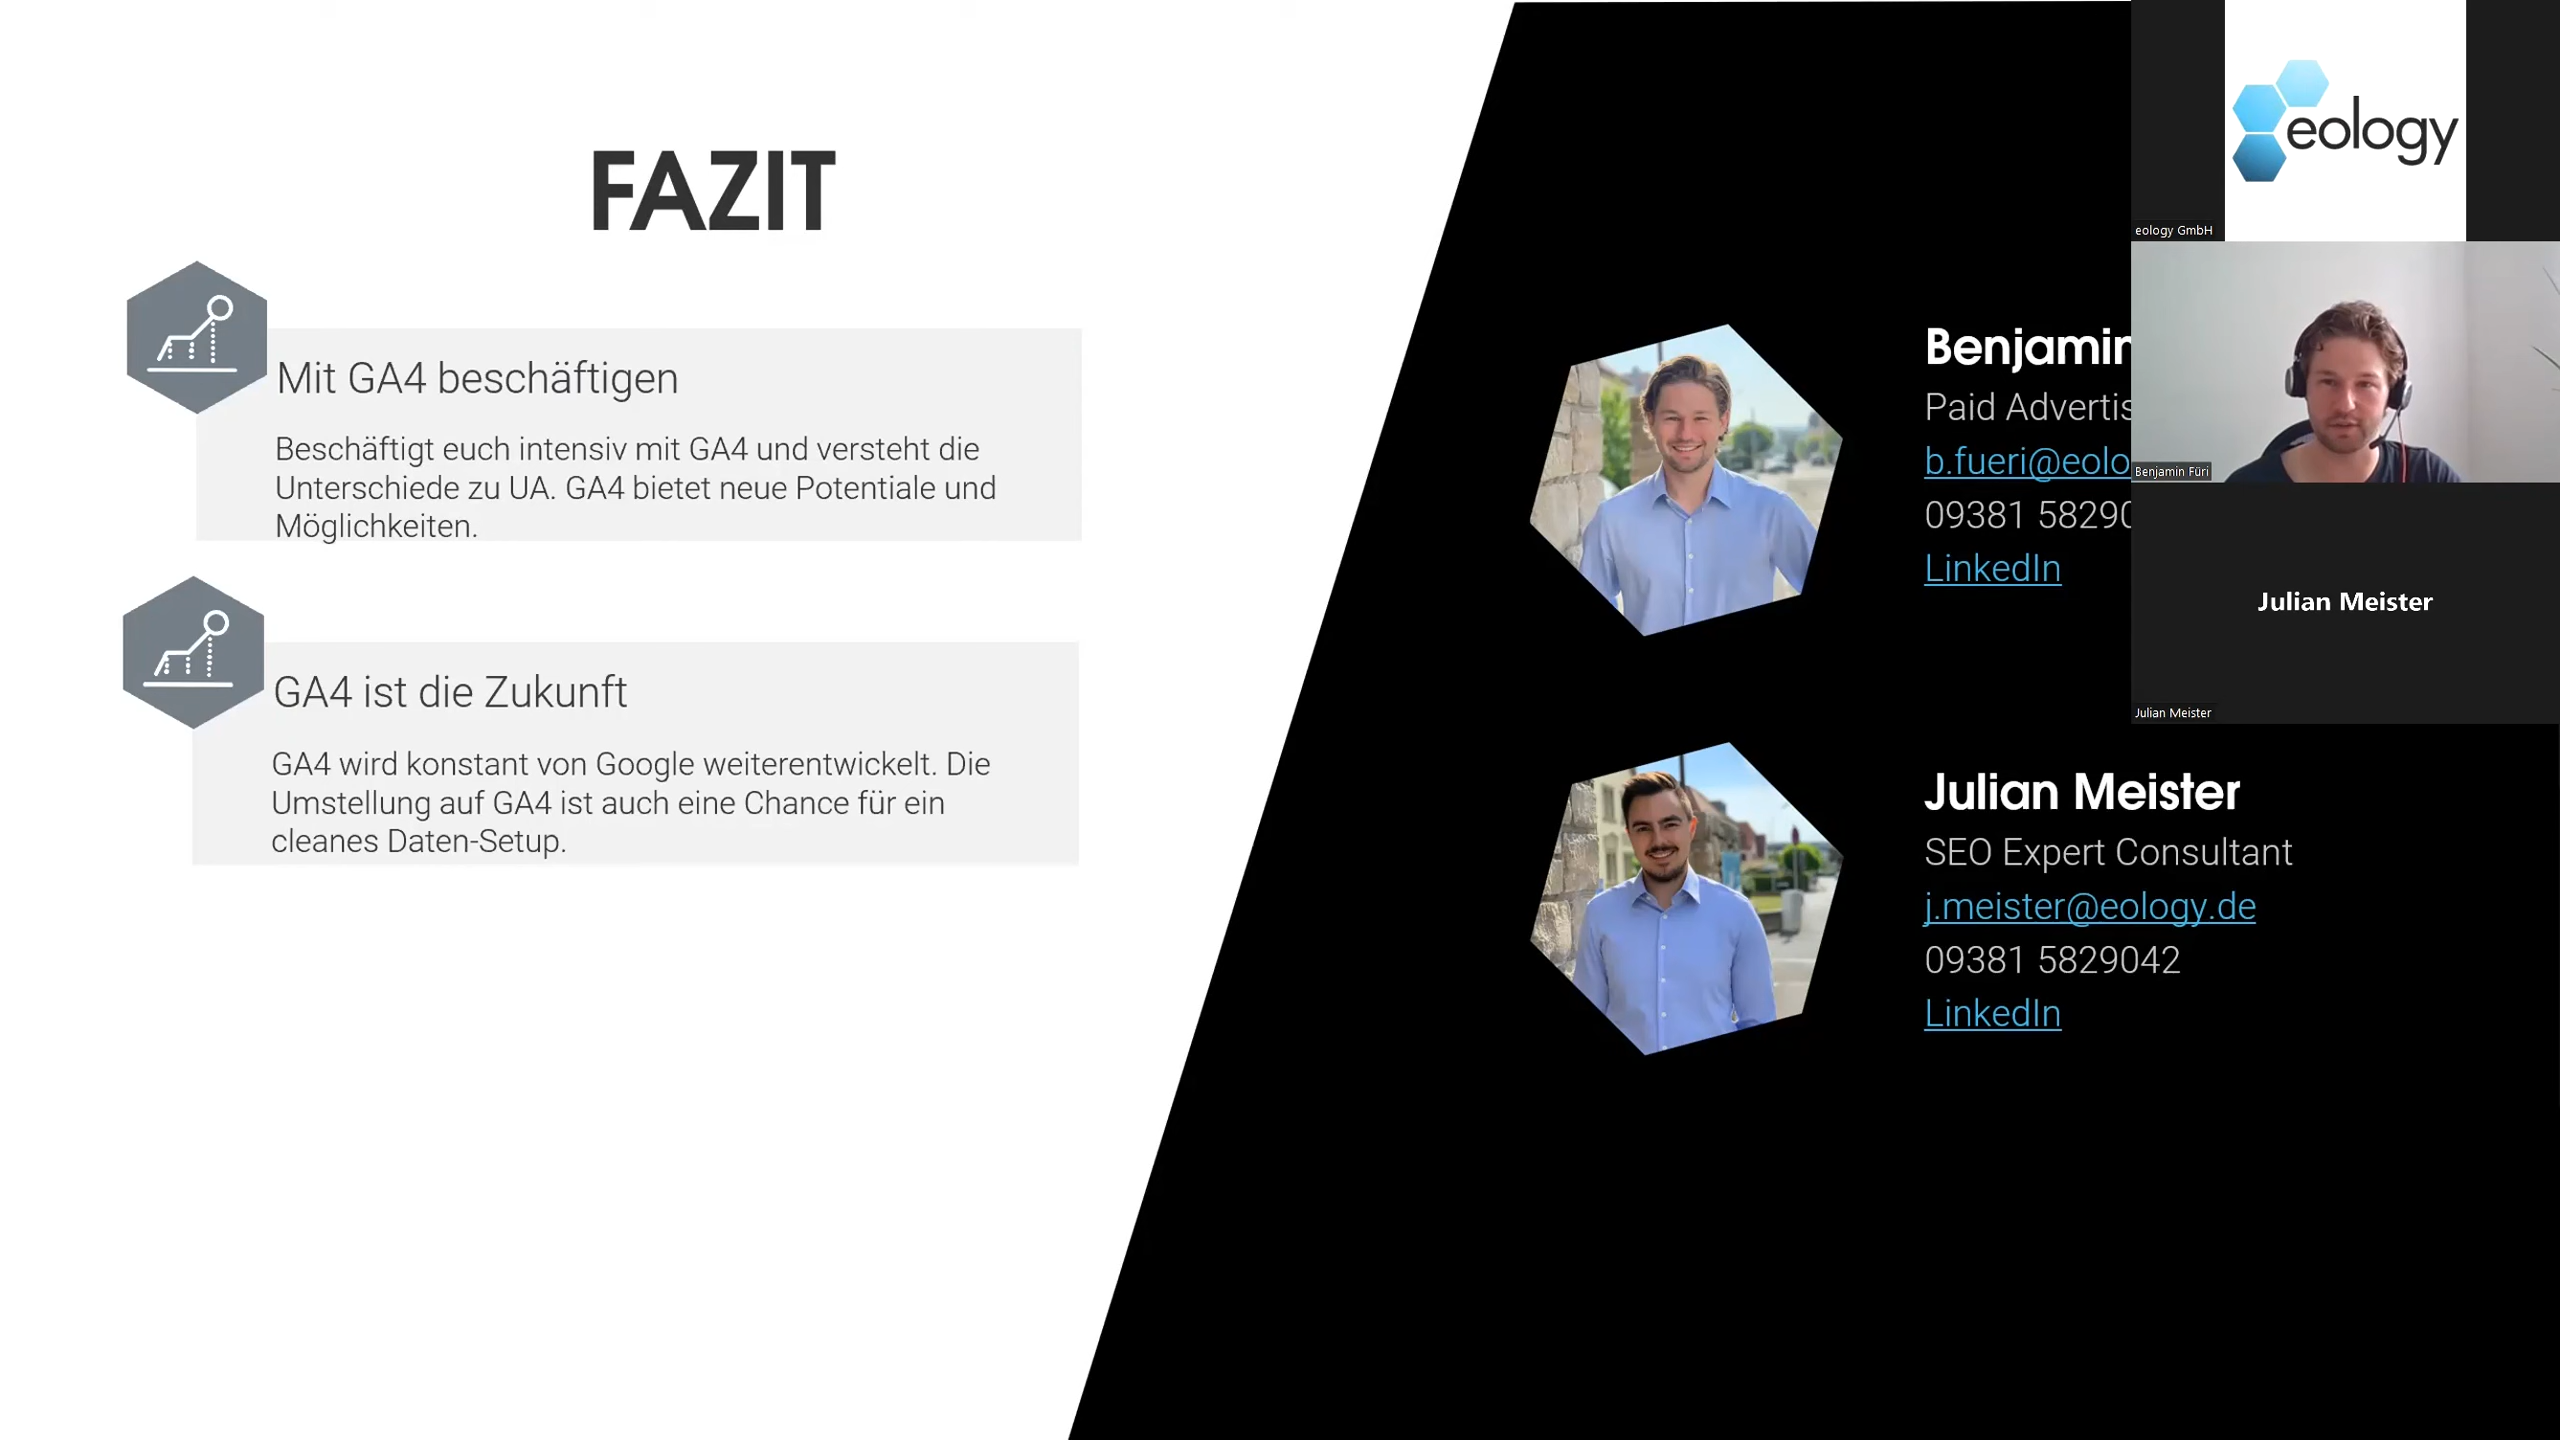 FAZIT
Mit GA4 beschäftigen
Beschäftigt euch intensiv mit GA4 und versteht die
Unterschiede zu UA. GA4 bietet neue Potentiale und
Möglichkeiten.
GA4 ist die Zukunft
GA4 wird konstant von Google weiterentwickelt. Die
Umstellung auf GA4 ist auch eine Chance für ein
cleanes Daten-Setup.
Benjamin
Paid Advertis
b.fueri@eolo
09381 58290
LinkedIn
Julian Meister
SEO Expert Consultant
j.meister@eology.de
09381 5829042
LinkedIn
eology
eology GmbH
Benjamin Füri
Julian Meister
Julian Meister